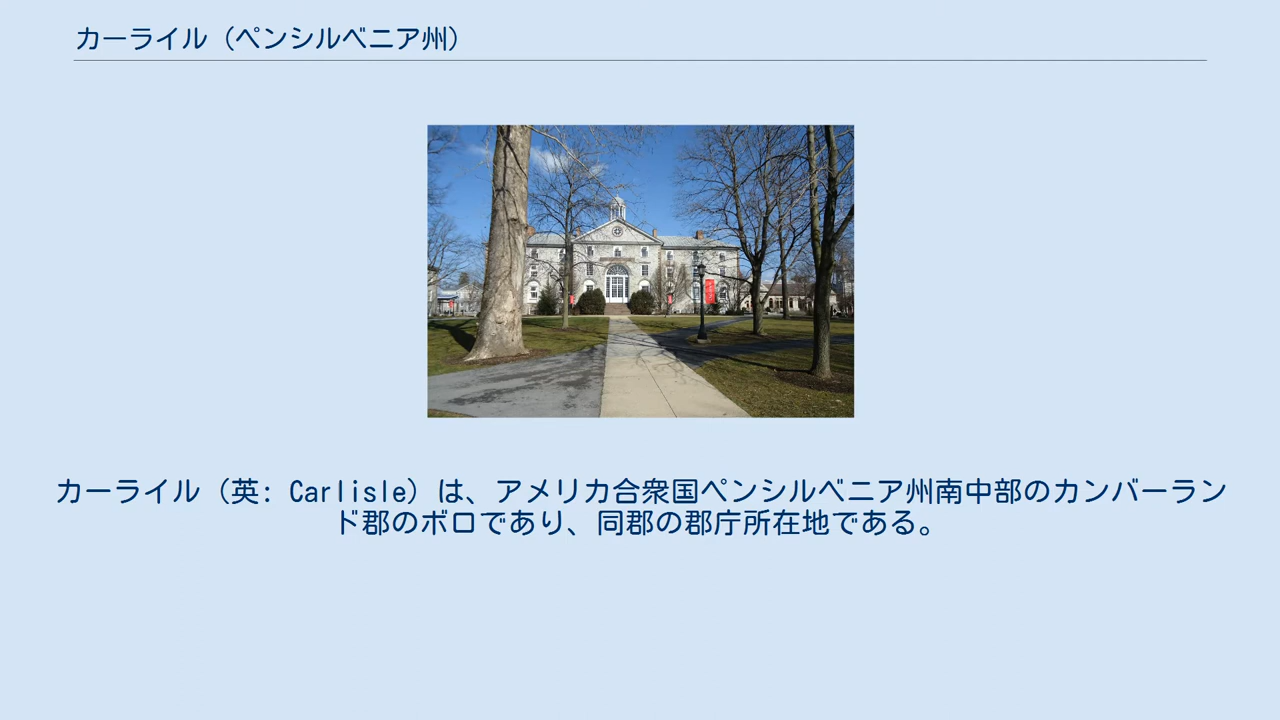 カーライル（ペンシルベニア州）
カーライル（英: Carlisle）は、アメリカ合衆国ペンシルベニア州南中部のカンバーラン
ド郡のボロであり、同郡の郡庁所在地である。